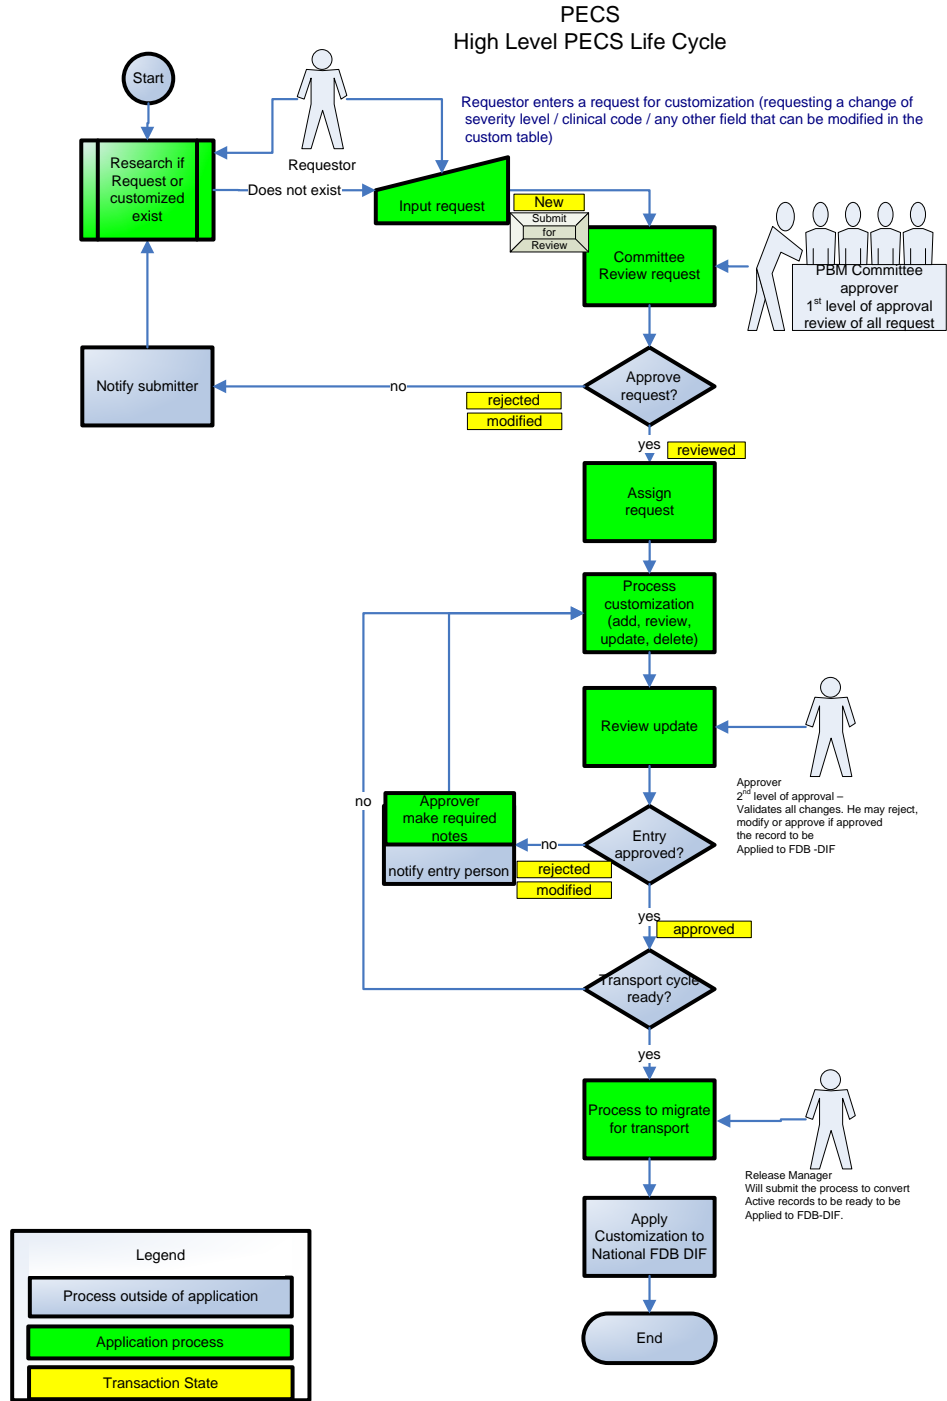 PECS
High Level PECS Life Cycle
Start
Requestor enters a request for customization (requesting a change of
severity level / clinical code / any other field that can be modified in the
custom table)
Research if
Request or
customized
exist
Requestor
Does not exist
Input request
New
Submit
for
Review
Committee
Review request
PBM Committee
approver
1st level of approval
review of all request
Notify submitter
no
Approve
request?
rejected
modified
yes
reviewed
Assign
request
Process
customization
(add, review,
update, delete)
Review update
Approver
2nd level of approval –
Validates all changes. He may reject,
modify or approve if approved
the record to be
Applied to FDB -DIF
no
Approver
make required
notes
notify entry person
no
Entry
approved?
rejected
modified
yes
approved
Transport cycle
ready?
yes
Process to migrate
for transport
Release Manager
Will submit the process to convert
Active records to be ready to be
Applied to FDB-DIF.
Apply
Customization to
National FDB DIF
End
Legend
Process outside of application
Application process
Transaction State